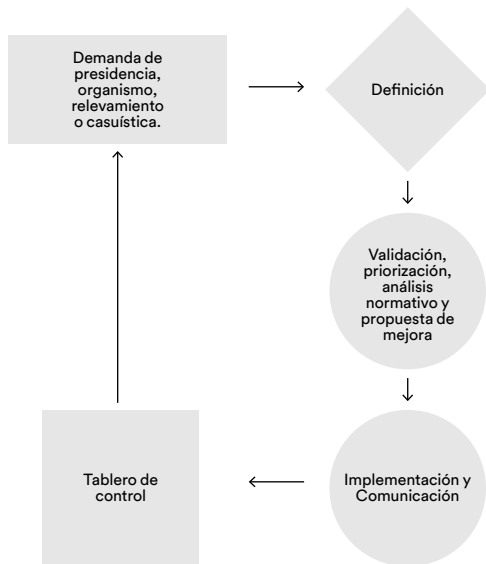 Demanda de
presidencia,
organismo,
relevamiento
o casuística.
Definición
Validación,
priorización,
análisis
normativo y
propuesta de
mejora
Implementación y
Comunicación
Tablero de
control